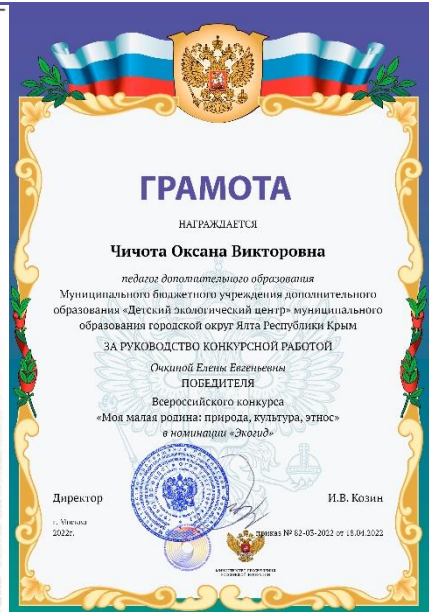 ГРАМОТА
НАГРАЖДАЕТСЯ
Чичота Оксана Викторовна
педагог дополнительного образования
Муниципального бюджетного учреждения дополнительного
образования «Детский экологический центр» муниципального
образования городской округ Ялта Республики Крым
ЗА РУКОВОДСТВО КОНКУРСНОЙ РАБОТОЙ
Очкиной Елены Евгеньевны
ПОБЕДИТЕЛЯ
Всероссийского конкурса
«Моя малая родина: природа, культура, этнос»
в номинации «Экогид»
Директор И.В. Козин
г. Москва
2022г. приказ № 82-03-2022 от 18.04.2022